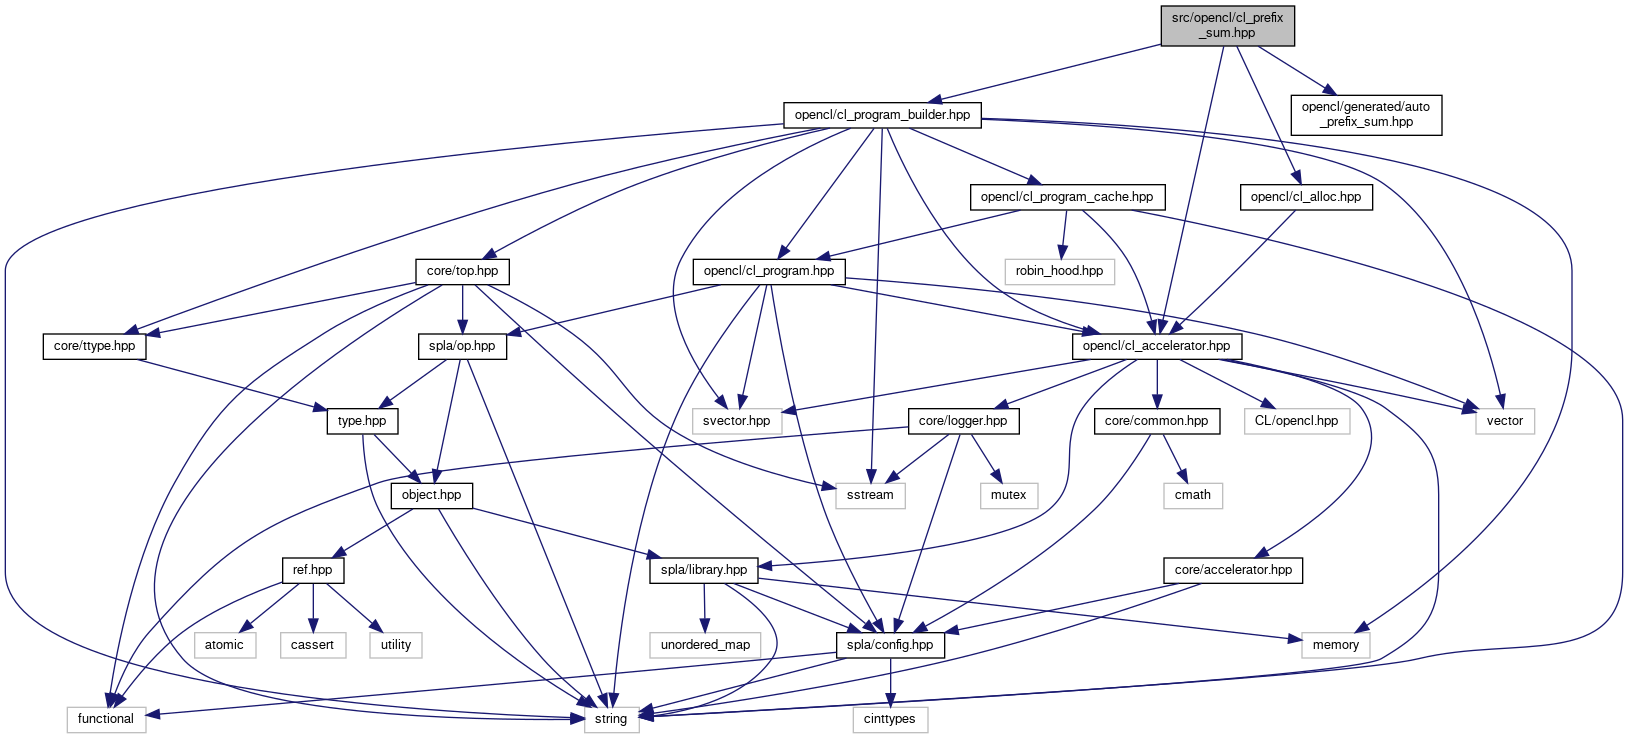 src/opencl/cl_prefix
_sum.hpp
opencl/cl_program_builder.hpp
opencl/generated/auto
_prefix_sum.hpp
opencl/cl_program_cache.hpp
opencl/cl_alloc.hpp
core/top.hpp
opencl/cl_program.hpp
robin_hood.hpp
core/ttype.hpp
spla/op.hpp
opencl/cl_accelerator.hpp
type.hpp
svector.hpp
core/logger.hpp
core/common.hpp
CL/opencl.hpp
vector
object.hpp
sstream
mutex
cmath
ref.hpp
spla/library.hpp
core/accelerator.hpp
atomic
cassert
utility
unordered_map
spla/config.hpp
memory
functional
string
cinttypes